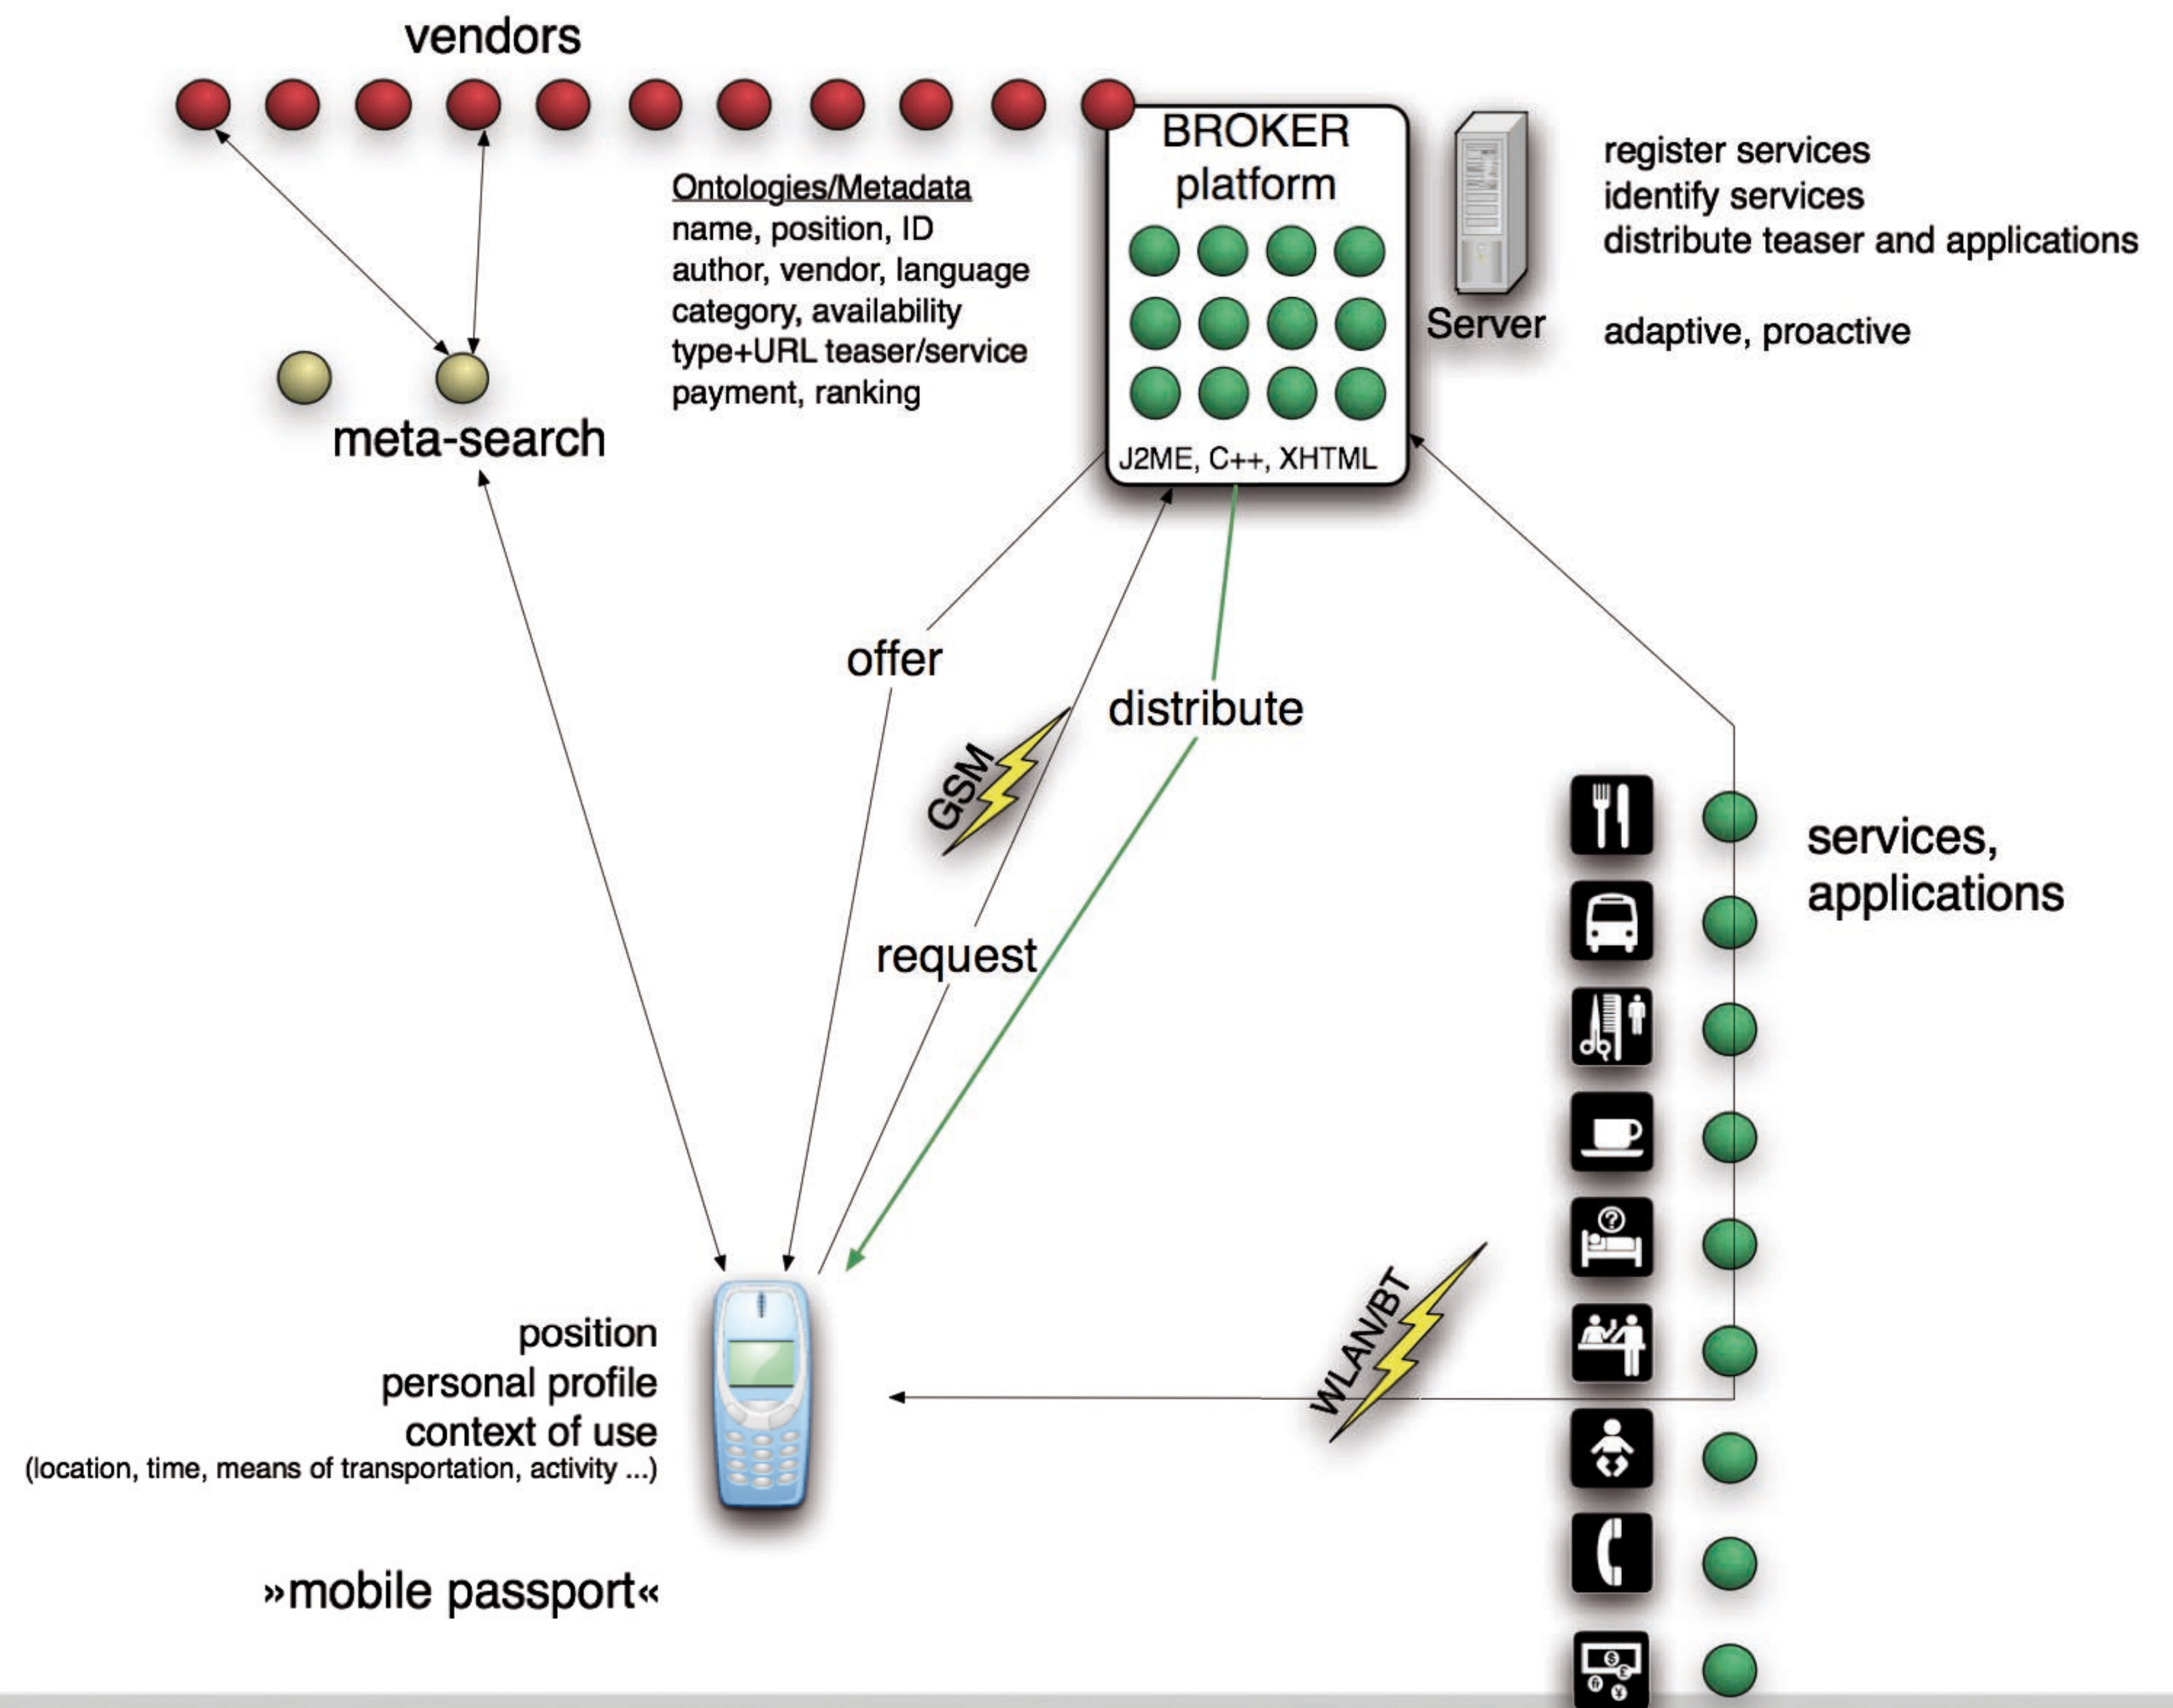 vendors
BROKER
platform
J2ME, C++, XHTML
Server
register services
identify services
distribute teaser and applications
adaptive, proactive
Ontologies/Metadata
name, position, ID
author, vendor, language
category, availability
type+URL teaser/service
payment, ranking
meta-search
offer
GSM
distribute
request
services,
applications
WLAN/BT
position
personal profile
context of use
(location, time, means of transportation, activity ...)
»mobile passport«